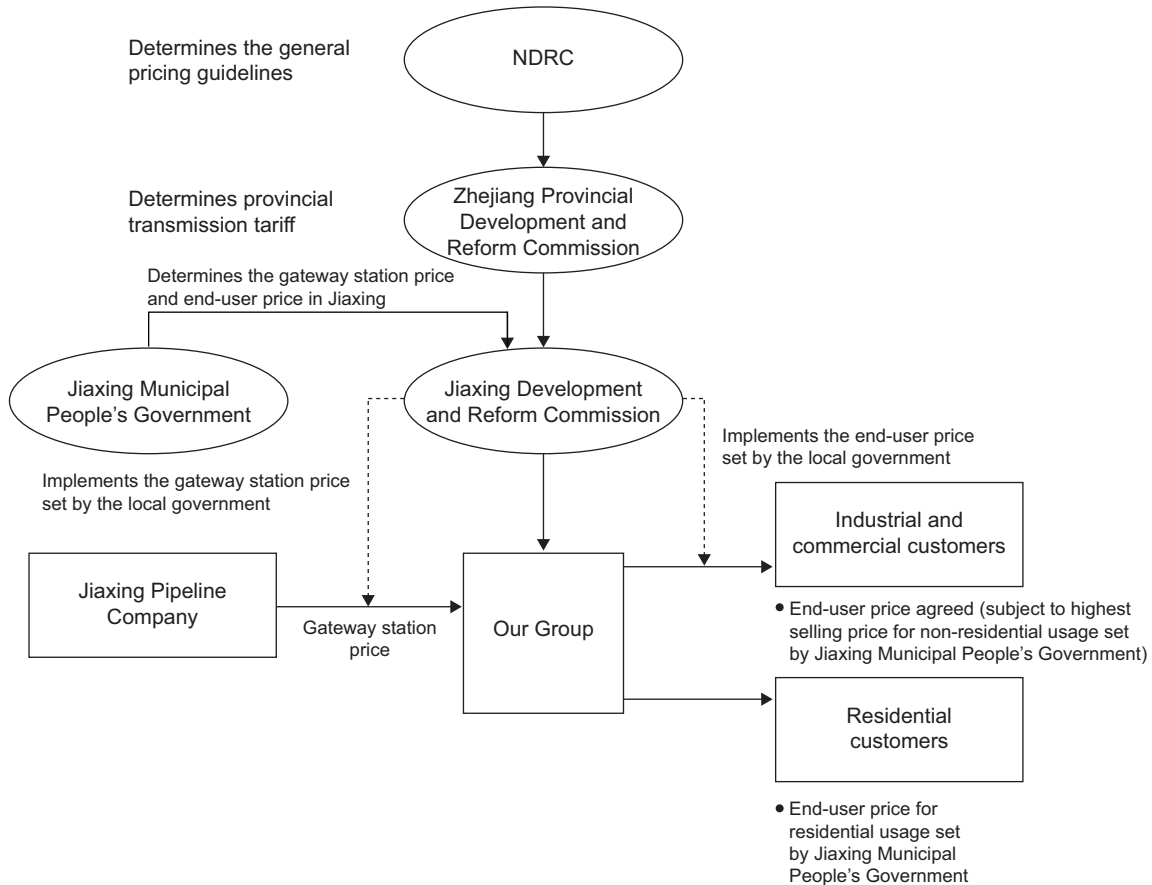 Determines the general
pricing guidelines
NDRC
Determines provincial
transmission tariff
Zhejiang Provincial
Development and
Reform Commission
Determines the gateway station price
and end-user price in Jiaxing
Jiaxing Municipal
People’s Government
Jiaxing Development
and Reform Commission
Implements the end-user price
set by the local government
Implements the gateway station price
set by the local government
Industrial and
commercial customers
Jiaxing Pipeline
Company
Gateway station
price
Our Group
• End-user price agreed (subject to highest
selling price for non-residential usage set
by Jiaxing Municipal People’s Government)
Residential
customers
• End-user price for
residential usage set
by Jiaxing Municipal
People’s Government